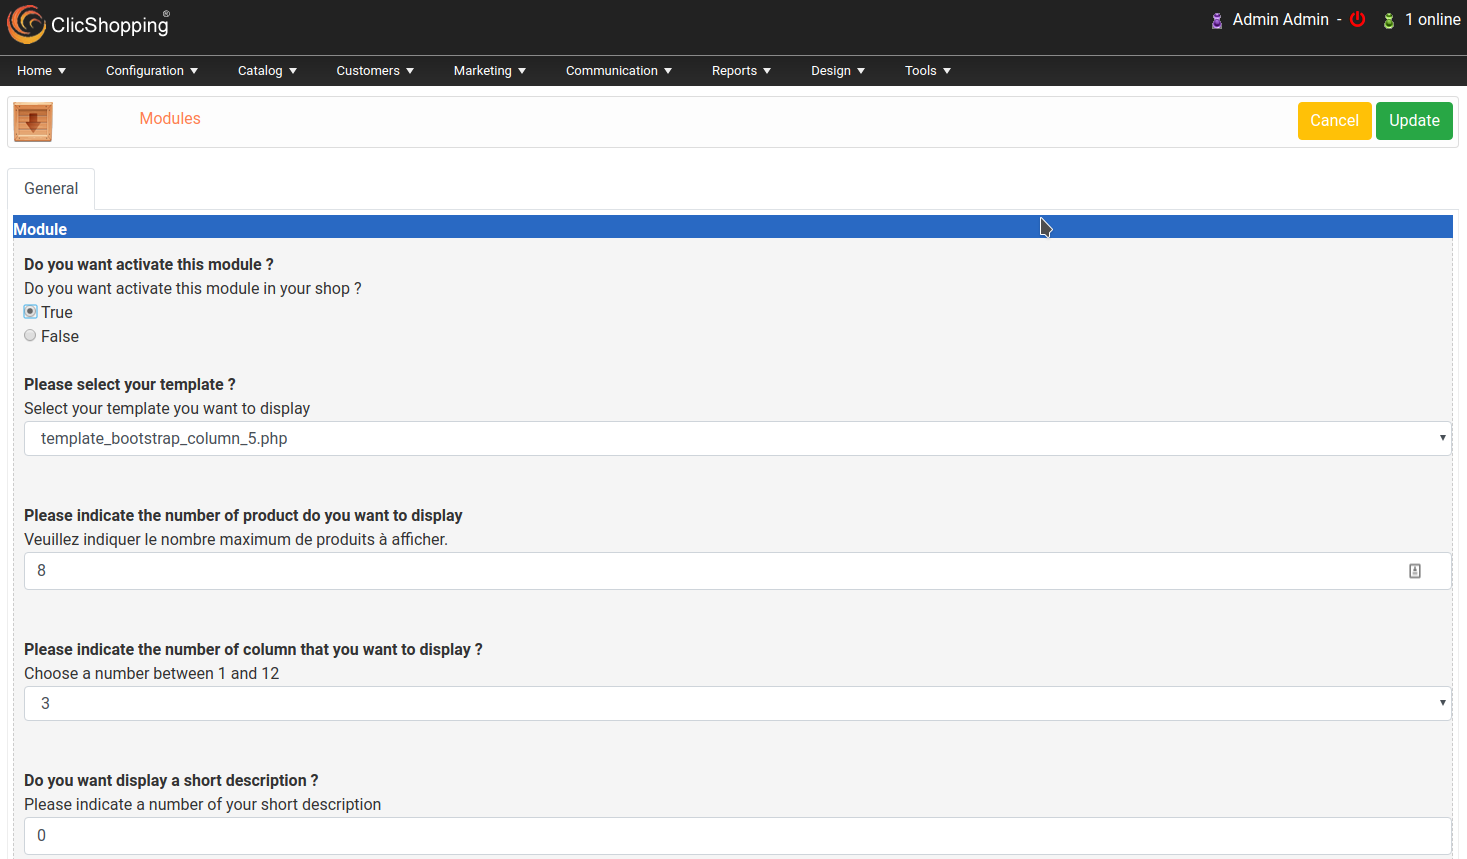 ClicShopping®
Admin Admin - 1 online
Home Configuration Catalog Customers Marketing Communication Reports Design Tools
Modules
Cancel Update
General
Module
Do you want activate this module ?
Do you want activate this module in your shop ?
True
False
Please select your template ?
Select your template you want to display
template_bootstrap_column_5.php
Please indicate the number of product do you want to display
Veuillez indiquer le nombre maximum de produits à afficher.
8
Please indicate the number of column that you want to display ?
Choose a number between 1 and 12
3
Do you want display a short description ?
Please indicate a number of your short description
0